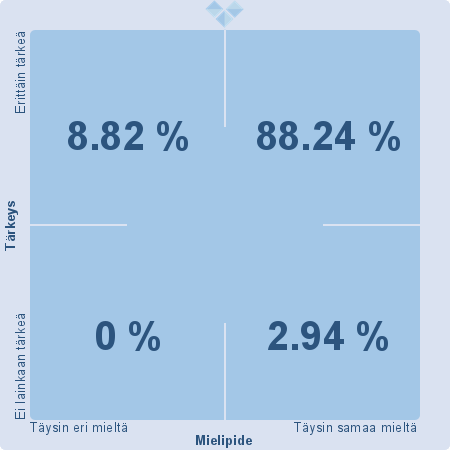 Erittäin tärkeä
8.82 %
88.24 %
Tärkeys
0 %
2.94 %
Ei lainkaan tärkeä
Täysin eri mieltä
Täysin samaa mieltä
Mielipide